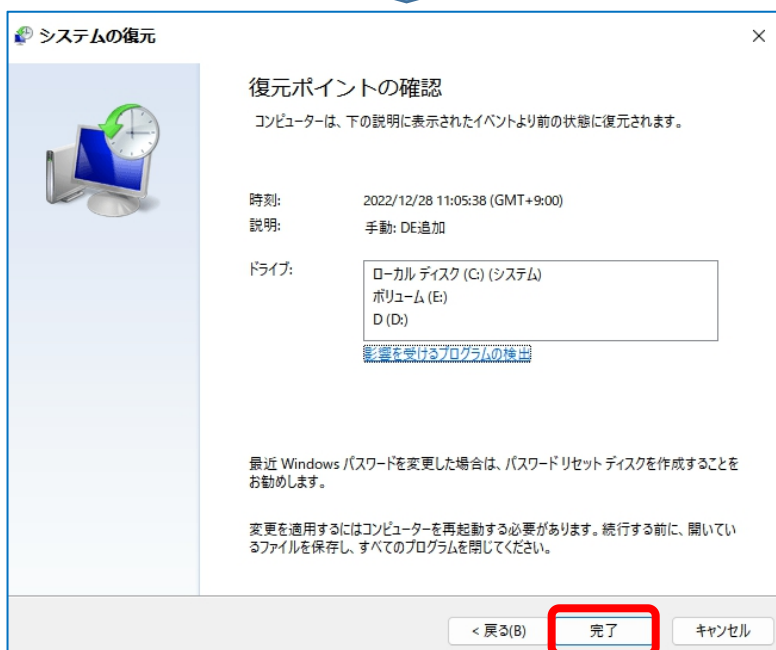 システムの復元
復元ポイントの確認
コンピューターは、下の説明に表示されたイベントより前の状態に復元されます。
時刻: 2022/12/28 11:05:38 (GMT+9:00)
説明: 手動: DE追加
ドライブ:
ローカル ディスク (C:) (システム)
ボリューム (E:)
D (D:)
影響を受けるプログラムの検出
最近 Windows パスワードを変更した場合は、パスワード リセット ディスクを作成することを
お勧めします。
変更を適用するにはコンピューターを再起動する必要があります。続行する前に、開いてい
るファイルを保存し、すべてのプログラムを閉じてください。
< 戻る(B) 完了 キャンセル